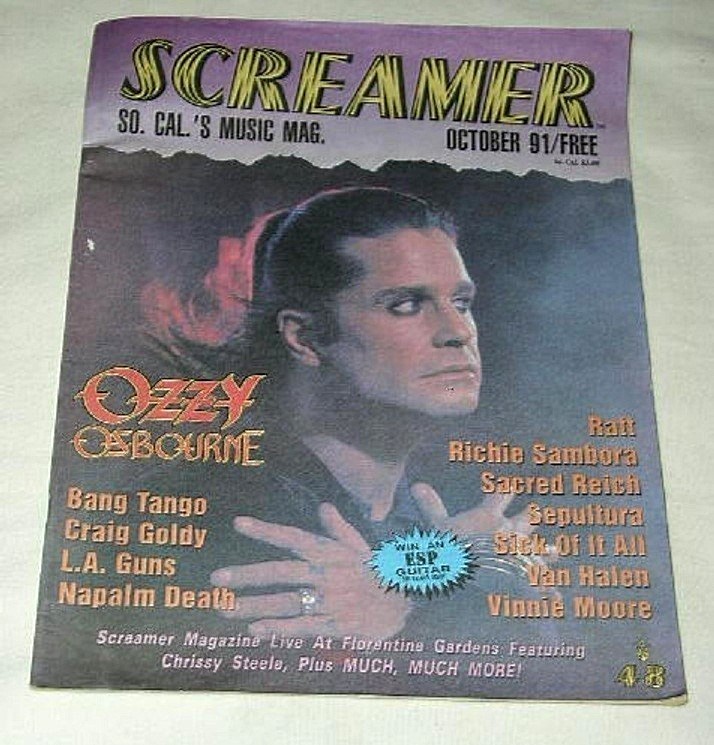 SCREAMER
SO. CAL.'S MUSIC MAG.
OCTOBER 91/FREE
OZZY
OSBOURNE
Bang Tango
Craig Goldy
L.A. Guns
Napalm Death
Ratt
Richie Sambora
Sacred Reich
Sepultura
Sick Of It All
Van Halen
Vinnie Moore
WIN AN
ESP
GUITAR
Screamer Magazine Live At Florentine Gardens Featuring
Chrissy Steele, Plus MUCH, MUCH MORE!
48